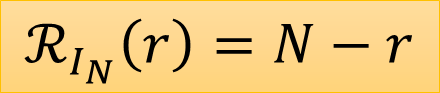 ℛ_{I_N}(r) = N − r